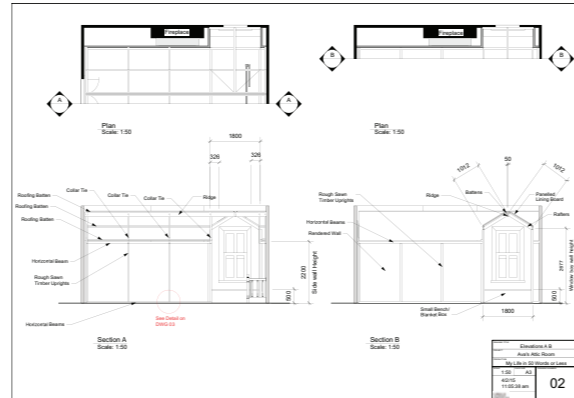 Fireplace
Fireplace
A
A
B
B
Plan
Scale: 1:50
Plan
Scale: 1:50
1800
326
326
Collar Tie
Collar Tie
Collar Tie
Ridge
Roofing Batten
Roofing Batten
Roofing Batten
Horizontal Beam
Rough Sawn
Timber Uprights
Horizontal Beams
2200
Side wall Height
500
See Detail on
DWG 03
Section A
Scale: 1:50
1012
50
1012
Rough Sawn
Timber Uprights
Battens
Ridge
Panelled
Lining Board
Rafters
Horizontal Beams
Rendered Wall
Window box wall height
500
Small Bench/
Blanket Box
1800
Section B
Scale: 1:50
Elevations A B
Ava's Attic Room
My Life in 50 Words or Less
1:50
A3
02